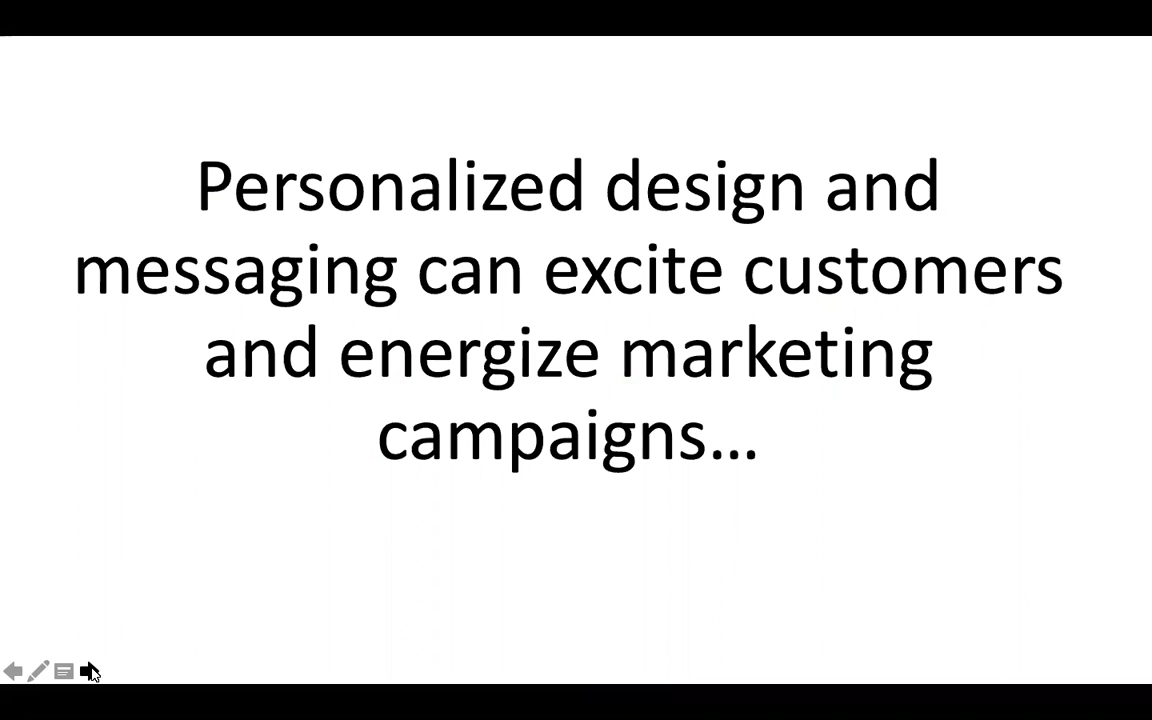 Personalized design and
messaging can excite customers
and energize marketing
campaigns...